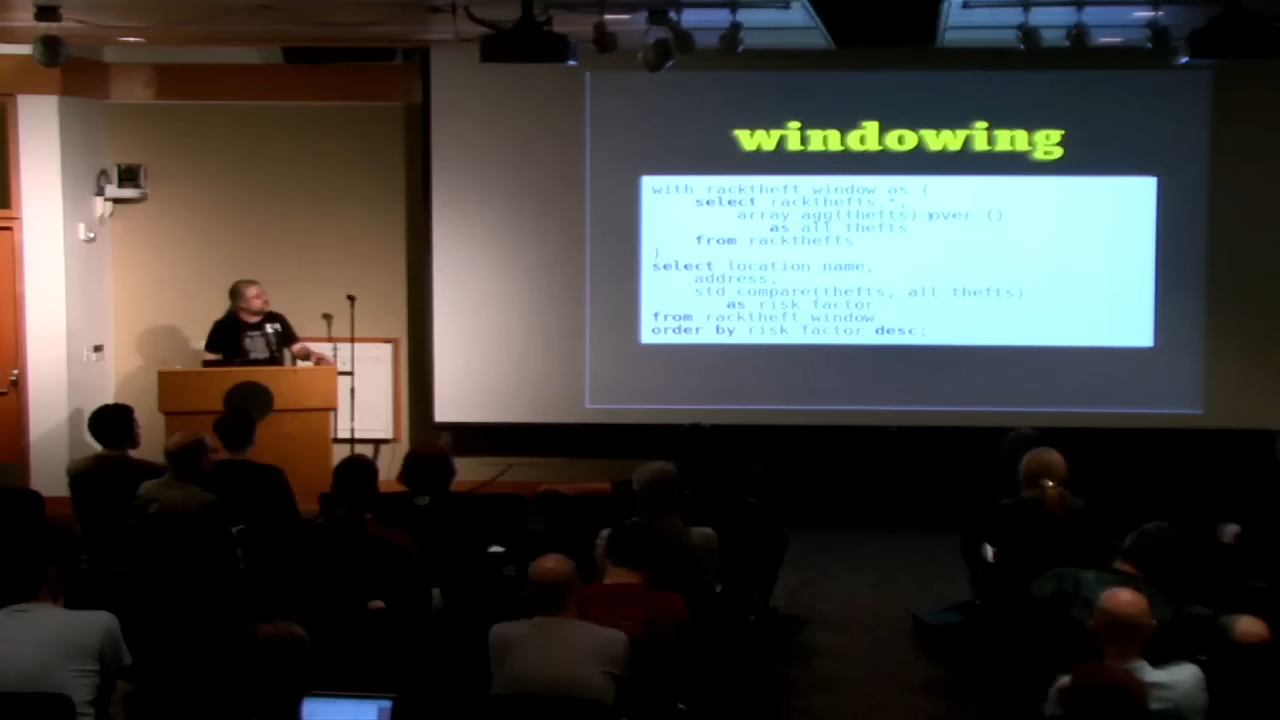 windowing
with racktheft_window as (
select rackthefts.*,
array_agg(thefts) over ()
as all_thefts
from rackthefts
)
select location_name,
address,
std_compare(thefts, all_thefts)
as risk_factor
from racktheft_window
order by risk_factor desc;